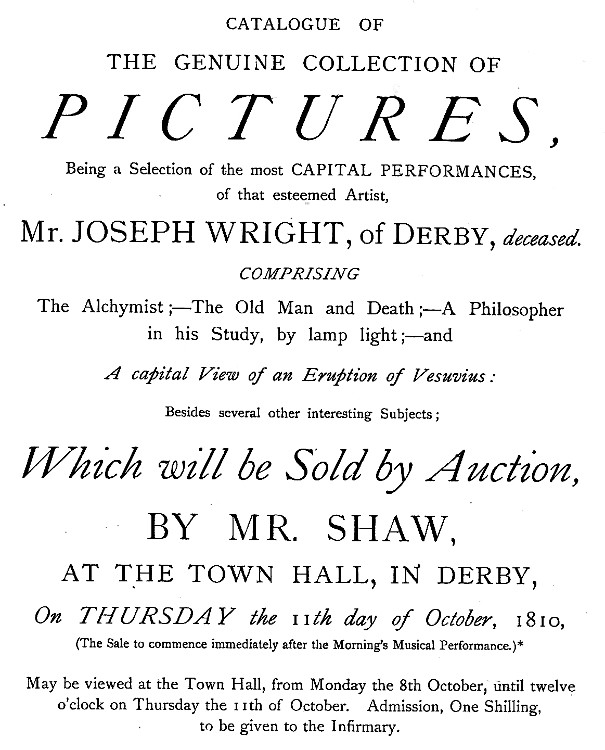 CATALOGUE OF
THE GENUINE COLLECTION OF
PICTURES,
Being a Selection of the most CAPITAL PERFORMANCES,
of that esteemed Artist,
Mr. JOSEPH WRIGHT, of DERBY, deceased.
COMPRISING
The Alchymist;—The Old Man and Death;—A Philosopher
in his Study, by lamp light;—and
A capital View of an Eruption of Vesuvius:
Besides several other interesting Subjects;
Which will be Sold by Auction,
BY MR. SHAW,
AT THE TOWN HALL, IN DERBY,
On THURSDAY the 11th day of October, 1810,
(The Sale to commence immediately after the Morning's Musical Performance.)*
May be viewed at the Town Hall, from Monday the 8th October, until twelve
o'clock on Thursday the 11th of October. Admission, One Shilling,
to be given to the Infirmary.